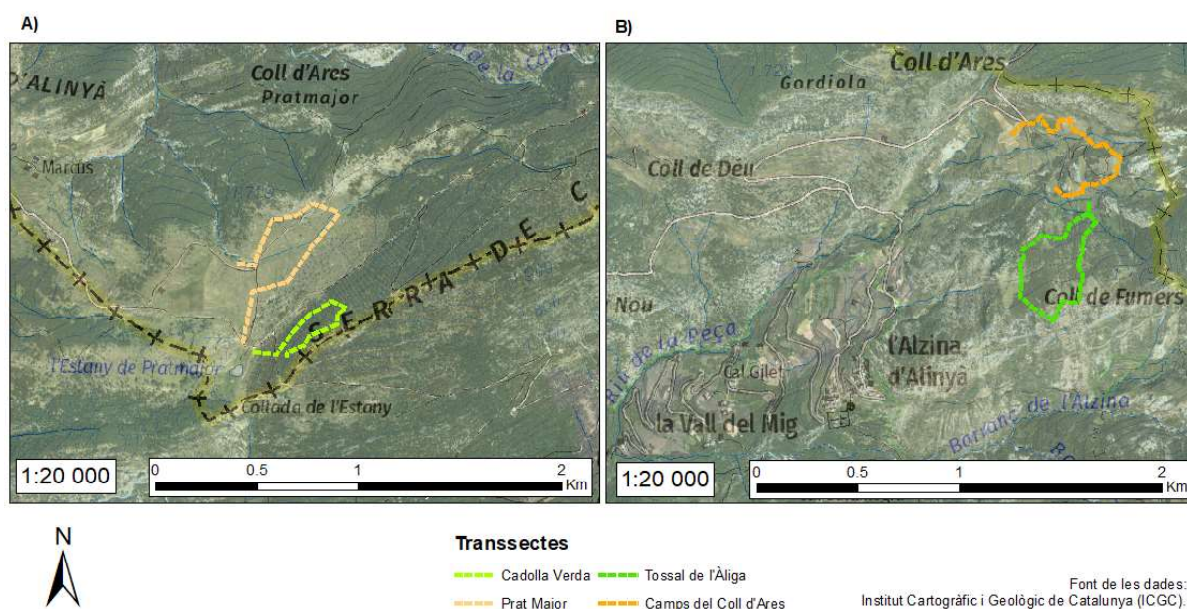 A)
Coll d'Ares
Pratmajor
D'ALINYÀ
Marcus
SERRA DE C
l'Estany de Pratmajor
Collada de l'Estany
1:20 000
0 0.5 1 2
Km
B)
Coll d'Ares
Gordiola
Coll de Deu
Nou
Coll de Fumers
Riu de la Peça
Cal Gilet
l'Alzina
d'Alinyà
la Vall del Mig
Barranc de l'Alzina
1:20 000
0 0.5 1 2
Km
N
Transsectes
Cadolla Verda
Tossal de l'Àliga
Prat Major
Camps del Coll d'Ares
Font de les dades:
Institut Cartogràfic i Geològic de Catalunya (ICGC).